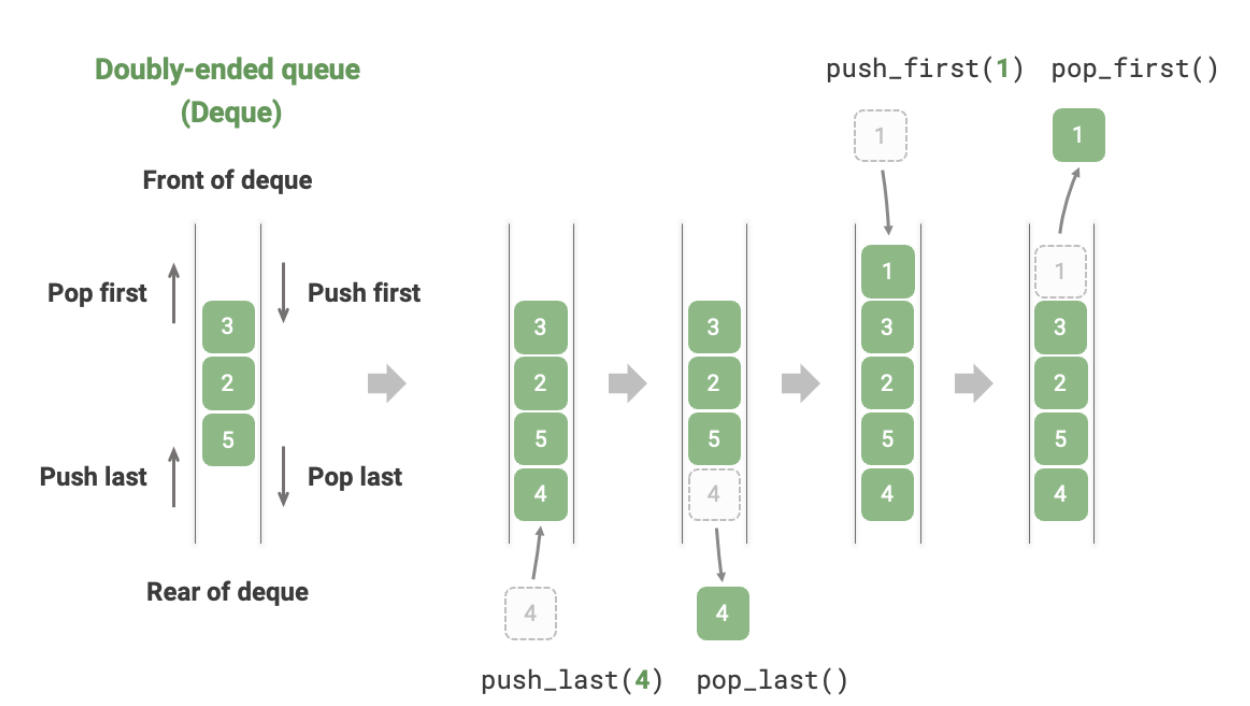 Doubly-ended queue
(Deque)
Front of deque
Pop first
Push first
3
2
5
Push last
Pop last
Rear of deque
3
2
5
4
4
push_last(4)
3
2
5
4
4
pop_last()
push_first(1)
1
1
3
2
5
4
pop_first()
1
1
3
2
5
4